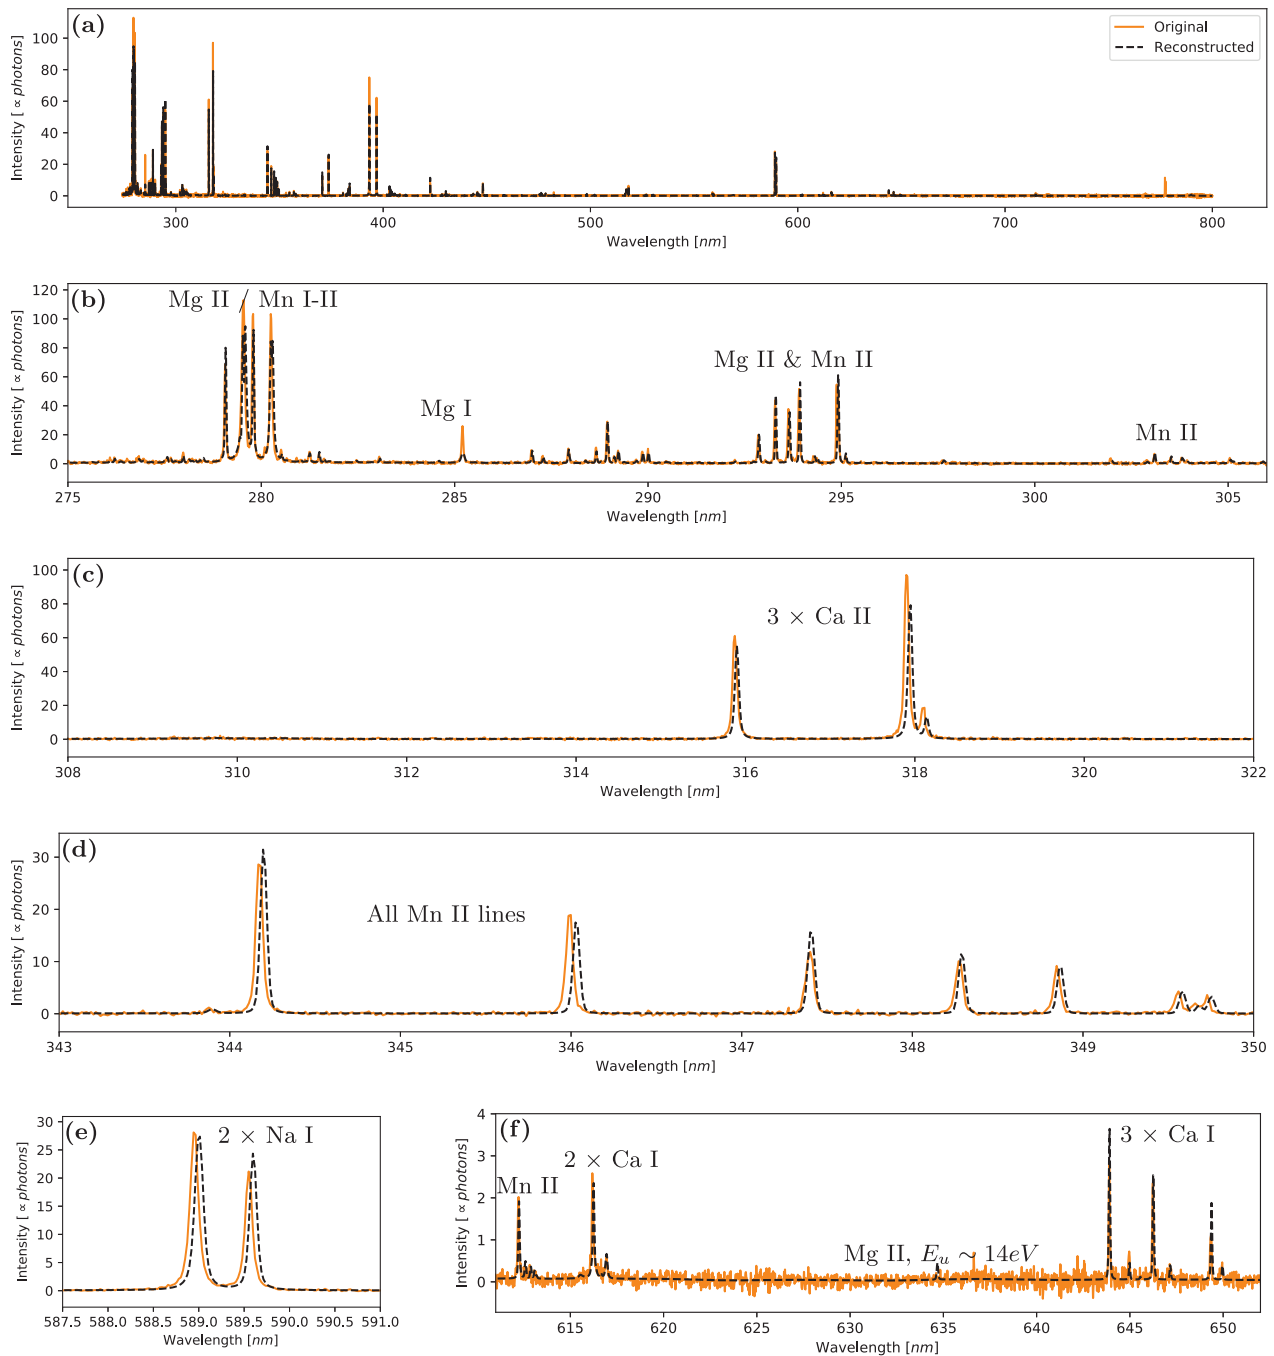 (a)
Original
Reconstructed
Intensity [ ∝ photons]
100
80
60
40
20
0
300 400 500 600 700 800
Wavelength [nm]
(b)
Mg II / Mn I-II
Mg II & Mn II
Mg I
Mn II
Intensity [ ∝ photons]
120
100
80
60
40
20
0
275 280 285 290 295 300 305
Wavelength [nm]
(c)
3 × Ca II
Intensity [ ∝ photons]
100
80
60
40
20
0
308 310 312 314 316 318 320 322
Wavelength [nm]
(d)
All Mn II lines
Intensity [ ∝ photons]
30
20
10
0
343 344 345 346 347 348 349 350
Wavelength [nm]
(e)
2 × Na I
Intensity [ ∝ photons]
30
25
20
15
10
5
0
587.5 588.0 588.5 589.0 589.5 590.0 590.5 591.0
Wavelength [nm]
(f)
3 × Ca I
2 × Ca I
Mn II
Mg II, E_u ∼ 14eV
Intensity [ ∝ photons]
4
3
2
1
0
615 620 625 630 635 640 645 650
Wavelength [nm]